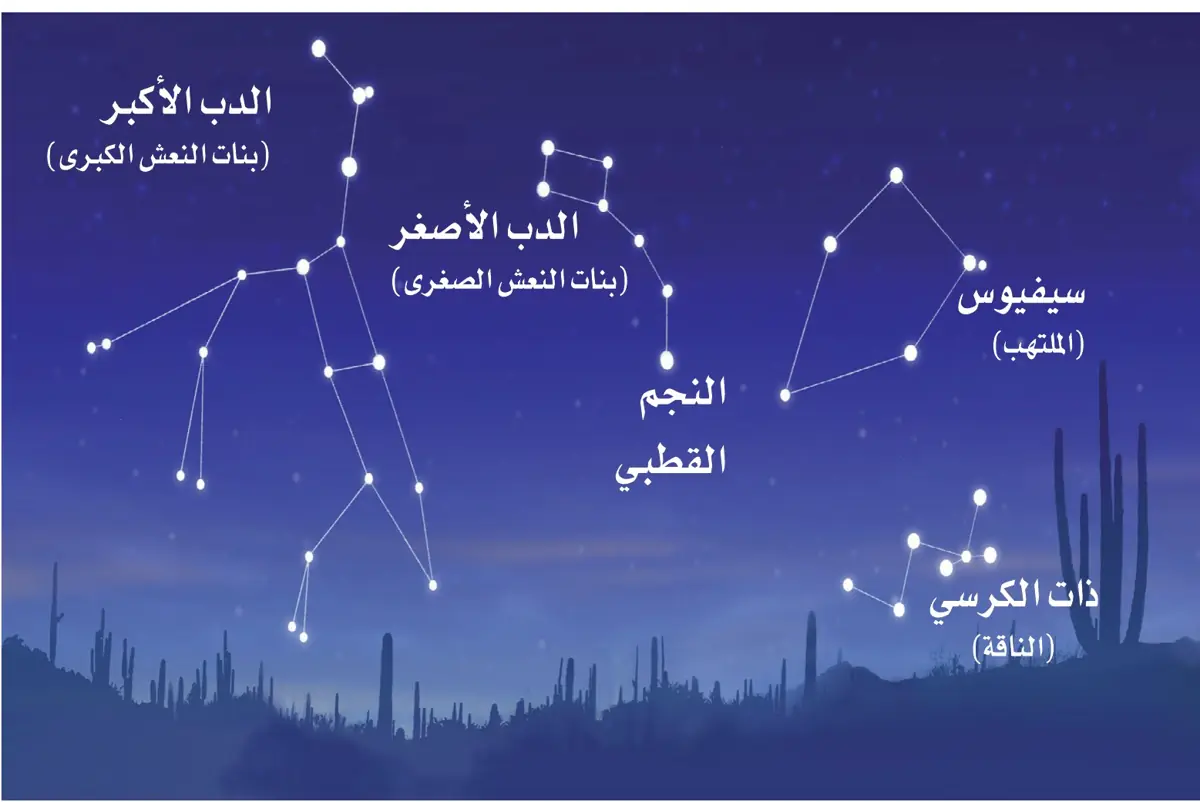 الدب الأكبر
(بنات النعش الكبرى)
الدب الأصغر
(بنات النعش الصغرى)
النجم
القطبي
سيفيوس
(الملتهب)
ذات الكرسي
(الناقة)